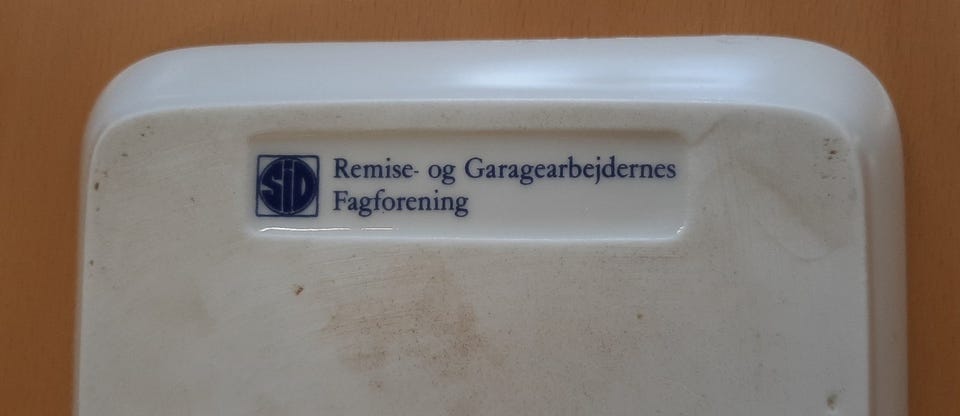 SID
Remise- og Garagearbejdernes
Fagforening